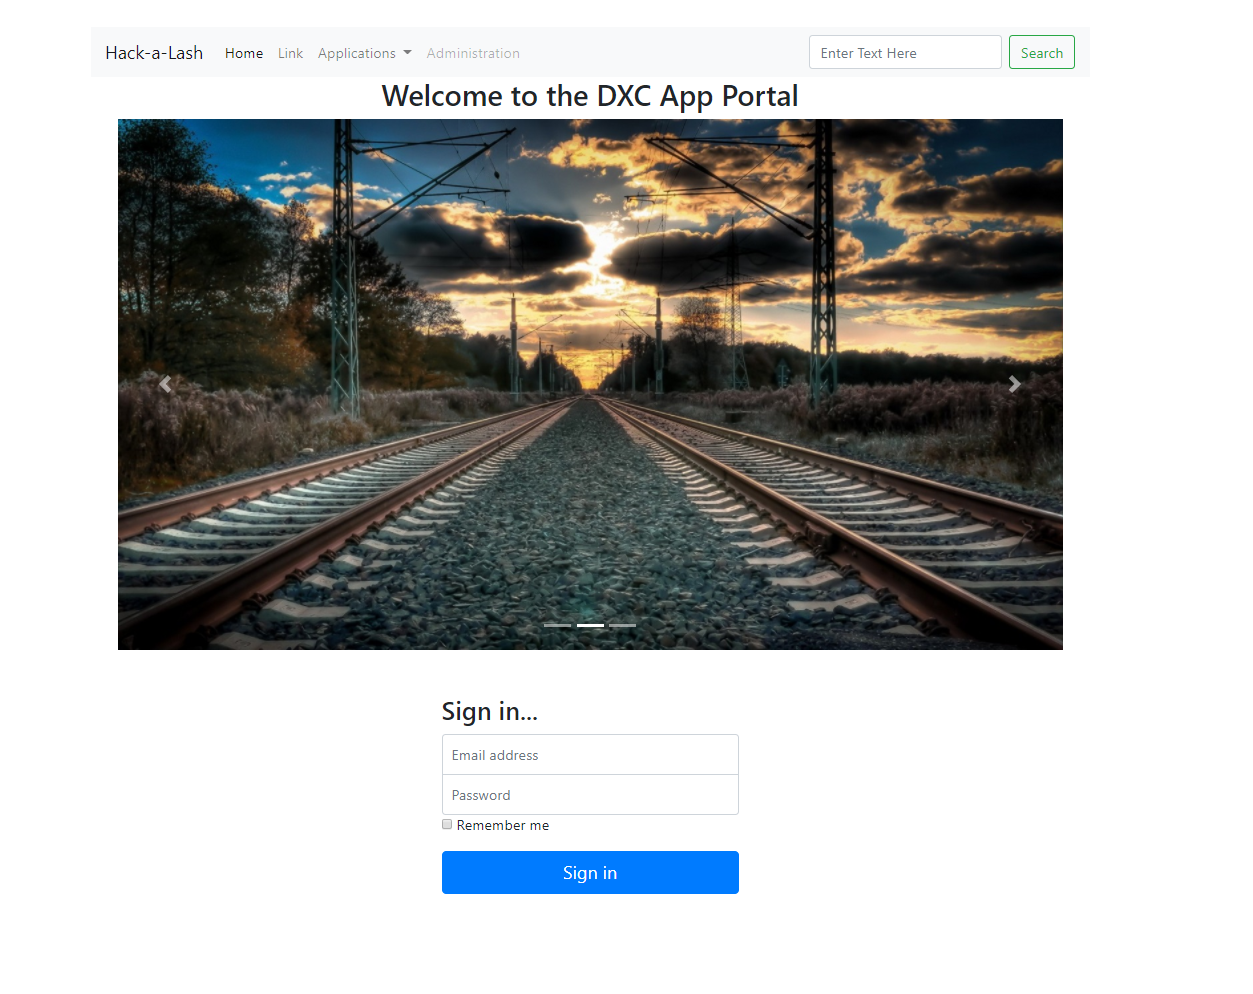 Hack-a-Lash Home Link Applications Administration Enter Text Here Search
Welcome to the DXC App Portal
Sign in...
Email address
Password
Remember me
Sign in